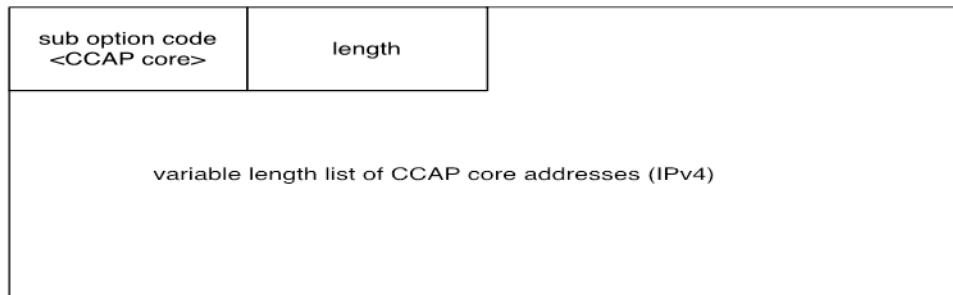 sub option code
<CCAP core>
length
variable length list of CCAP core addresses (IPv4)